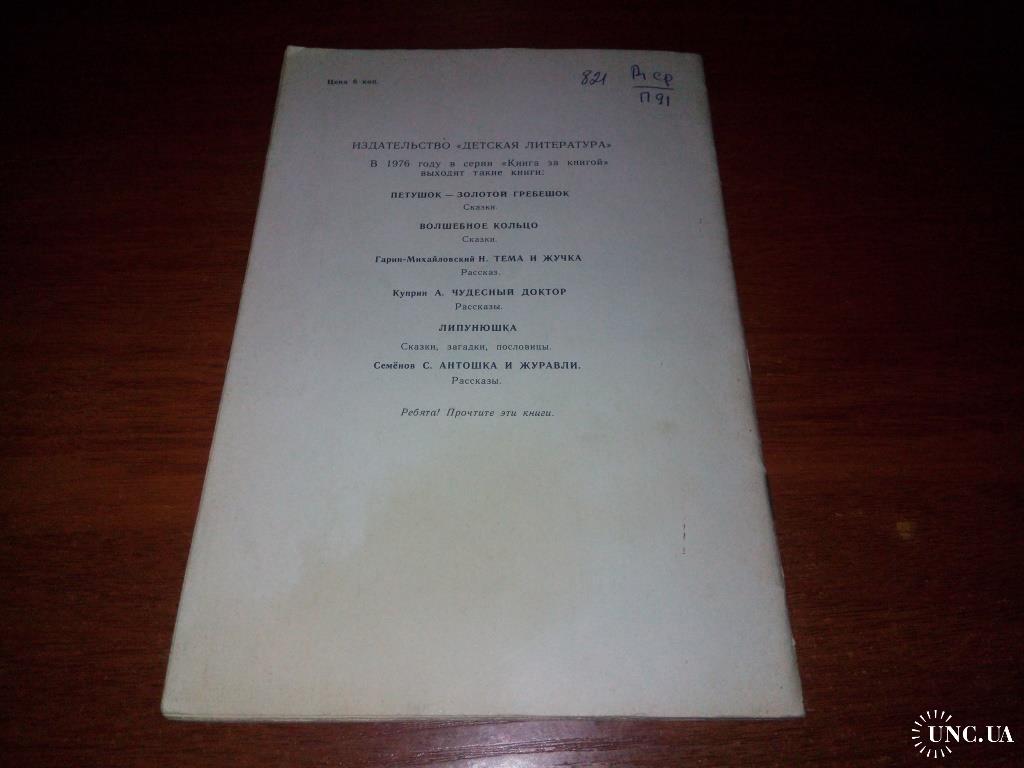 Цена 6 коп.
821
П 91
ИЗДАТЕЛЬСТВО «ДЕТСКАЯ ЛИТЕРАТУРА»
В 1976 году в серии «Книга за книгой»
выходят такие книги:
ПЕТУШОК — ЗОЛОТОЙ ГРЕБЕШОК
Сказки.
ВОЛШЕБНОЕ КОЛЬЦО
Сказки.
Гарин-Михайловский Н. ТЕМА И ЖУЧКА
Рассказ.
Куприн А. ЧУДЕСНЫЙ ДОКТОР
Рассказы.
ЛИПУНЮШКА
Сказки, загадки, пословицы.
Семёнов С. АНТОШКА И ЖУРАВЛИ.
Рассказы.
Ребята! Прочтите эти книги.
UNC.UA